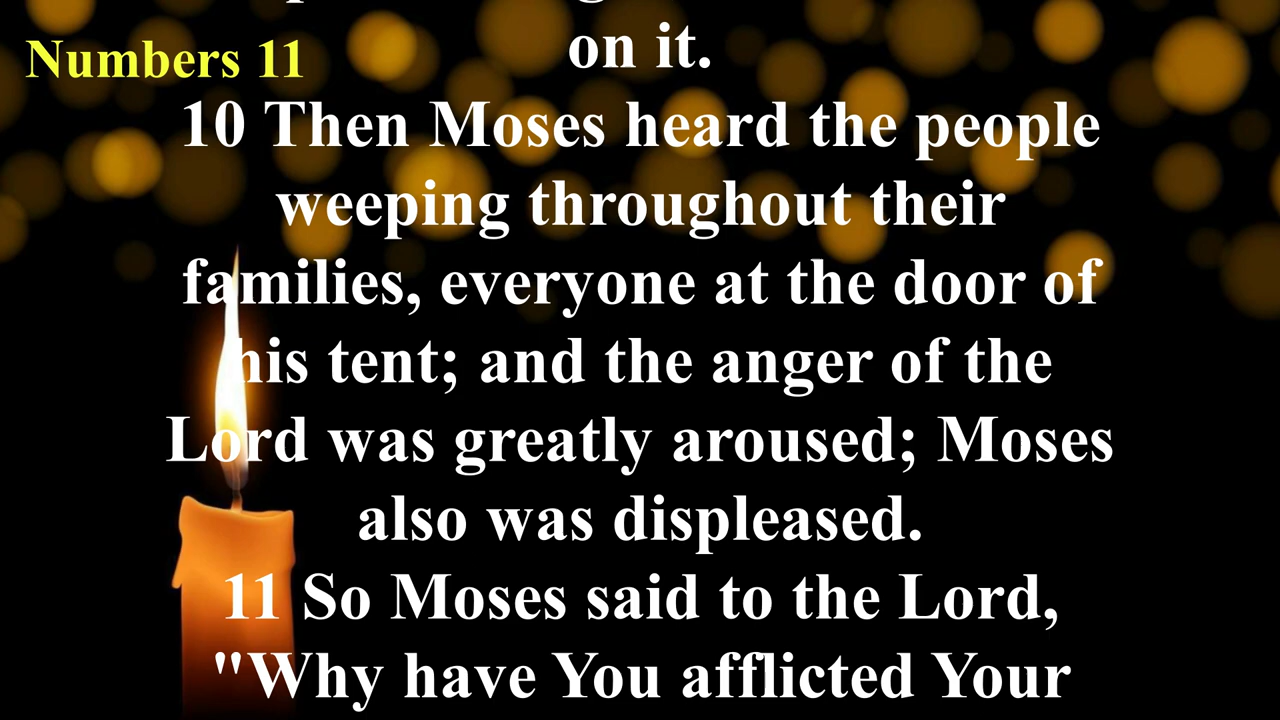 Numbers 11
on it.
10 Then Moses heard the people
weeping throughout their
families, everyone at the door of
his tent; and the anger of the
Lord was greatly aroused; Moses
also was displeased.
11 So Moses said to the Lord,
"Why have You afflicted Your